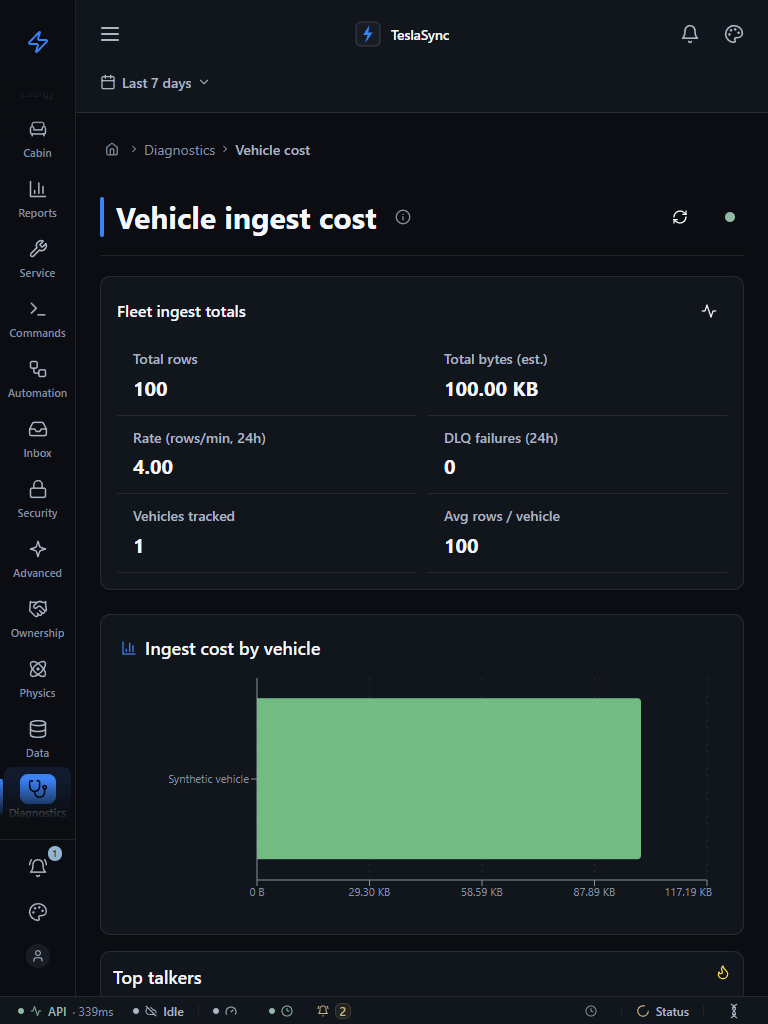 TeslaSync
Last 7 days
Energy
Cabin
Reports
Service
Commands
Automation
Inbox
Security
Advanced
Ownership
Physics
Data
Diagnostics
1
Diagnostics
Vehicle cost
Vehicle ingest cost
Fleet ingest totals
Total rows
100
Total bytes (est.)
100.00 KB
Rate (rows/min, 24h)
4.00
DLQ failures (24h)
0
Vehicles tracked
1
Avg rows / vehicle
100
Ingest cost by vehicle
Synthetic vehicle
0 B
29.30 KB
58.59 KB
87.89 KB
117.19 KB
Top talkers
API · 339ms
Idle
2
Status